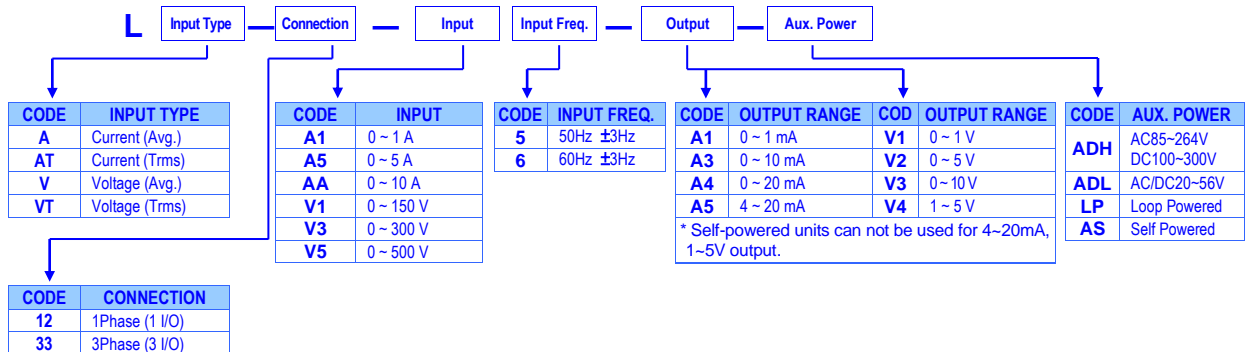 L Input Type — Connection — Input Input Freq. — Output — Aux. Power
CODE INPUT TYPE
A Current (Avg.)
AT Current (Trms)
V Voltage (Avg.)
VT Voltage (Trms)
CODE INPUT
A1 0 ~ 1 A
A5 0 ~ 5 A
AA 0 ~ 10 A
V1 0 ~ 150 V
V3 0 ~ 300 V
V5 0 ~ 500 V
CODE INPUT FREQ.
5 50Hz ±3Hz
6 60Hz ±3Hz
CODE OUTPUT RANGE COD OUTPUT RANGE
A1 0 ~ 1 mA V1 0 ~ 1 V
A3 0 ~ 10 mA V2 0 ~ 5 V
A4 0 ~ 20 mA V3 0 ~ 10 V
A5 4 ~ 20 mA V4 1 ~ 5 V
* Self-powered units can not be used for 4~20mA,
1~5V output.
CODE AUX. POWER
ADH AC85~264V
DC100~300V
ADL AC/DC20~56V
LP Loop Powered
AS Self Powered
CODE CONNECTION
12 1Phase (1 I/O)
33 3Phase (3 I/O)